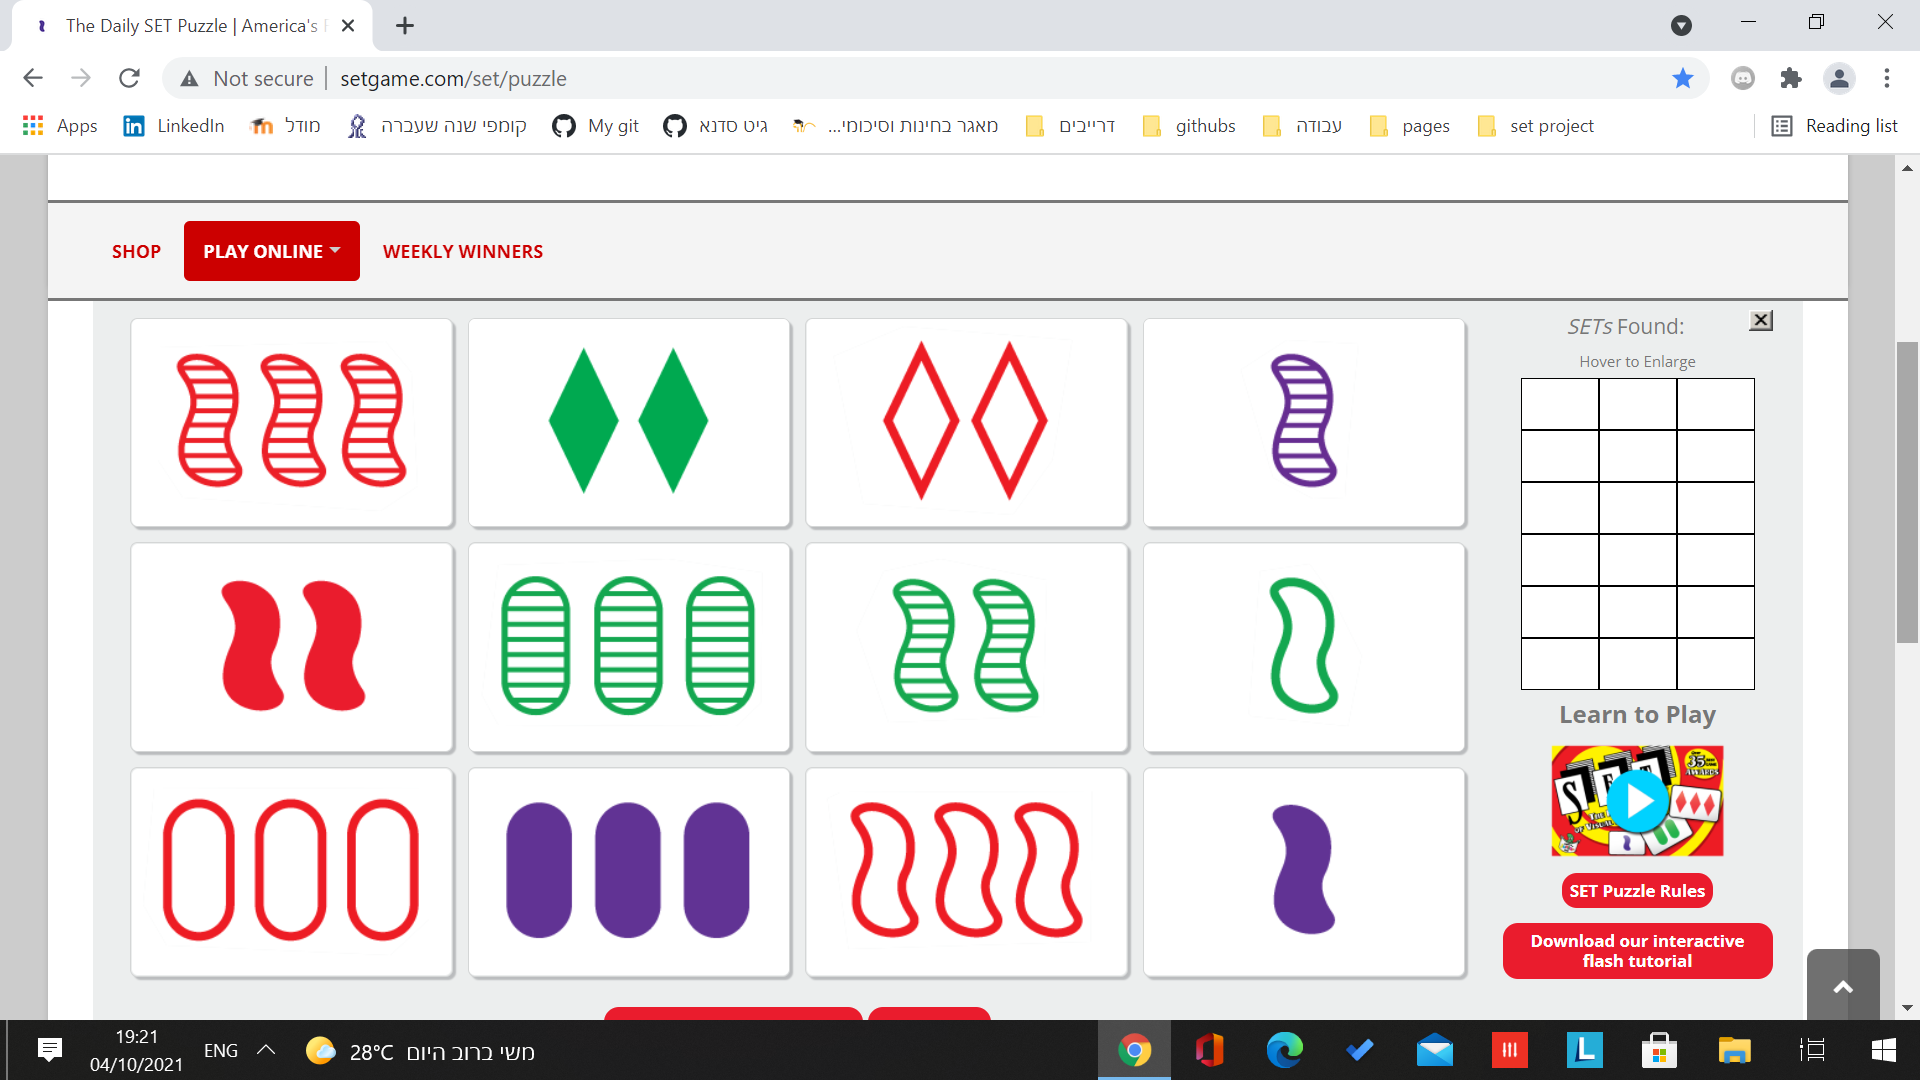 The Daily SET Puzzle | America's
Not secure | setgame.com/set/puzzle
Apps LinkedIn מודל קומפי שנה שעברה My git גיט סדנא מאגר בחינות וסיכומי... דרייבים githubs עבודה pages set project Reading list
SHOP PLAY ONLINE WEEKLY WINNERS
SETs Found:
Hover to Enlarge
Learn to Play
SET Puzzle Rules
Download our interactive
flash tutorial
19:21
04/10/2021
ENG
28°C משי ברוב היום